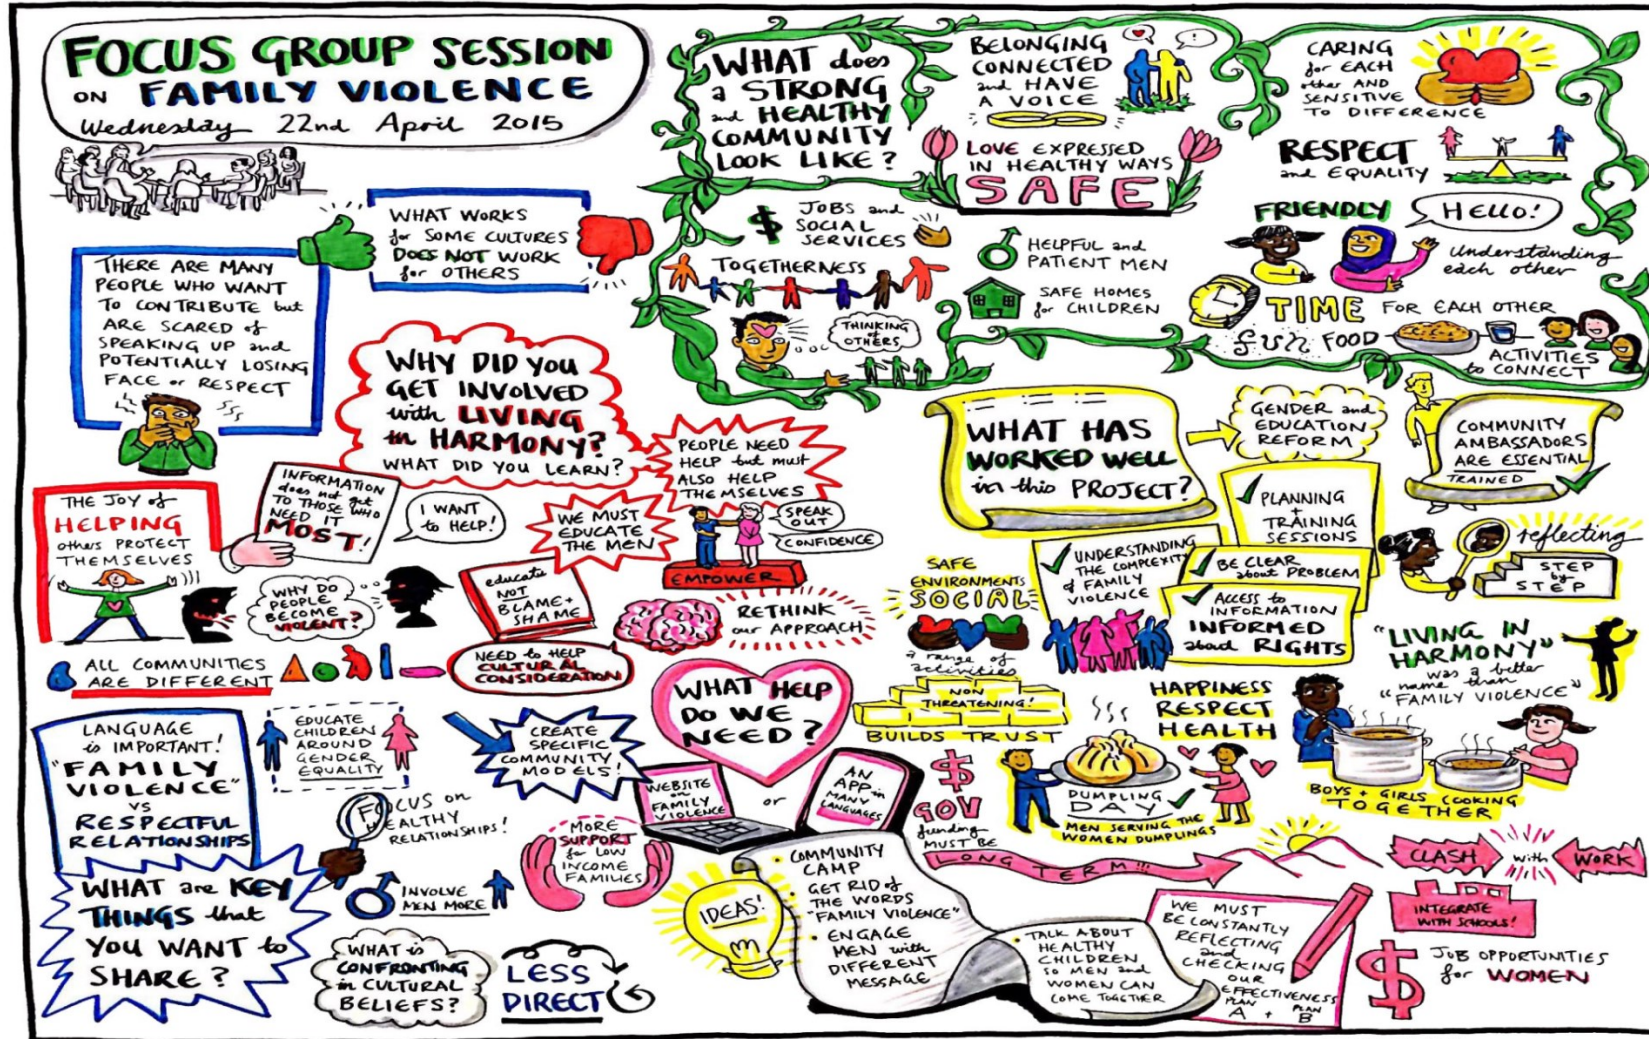 FOCUS GROUP SESSION
ON FAMILY VIOLENCE
Wednesday 22nd April 2015
WHAT WORKS
for SOME CULTURES
DOES NOT WORK
for OTHERS
THERE ARE MANY
PEOPLE WHO WANT
TO CONTRIBUTE but
ARE SCARED of
SPEAKING UP and
POTENTIALLY LOSING
FACE or RESPECT
WHAT does
a STRONG
and HEALTHY
COMMUNITY
LOOK LIKE?
BELONGING
CONNECTED
and HAVE
A VOICE
LOVE EXPRESSED
IN HEALTHY WAYS
SAFE
CARING
for EACH
other AND
SENSITIVE
TO DIFFERENCE
RESPECT
and EQUALITY
$ JOBS and
SOCIAL
SERVICES
TOGETHERNESS
THINKING
of
OTHERS
HELPFUL and
PATIENT MEN
SAFE HOMES
for CHILDREN
FRIENDLY
HELLO!
Understanding
each other
TIME FOR EACH OTHER
fun FOOD
ACTIVITIES
to CONNECT
WHY DID YOU
GET INVOLVED
with LIVING
in HARMONY?
WHAT DID YOU LEARN?
THE JOY of
HELPING
others PROTECT
THEMSELVES
INFORMATION
does not get
TO THOSE WHO
NEED IT
MOST!
I WANT
to HELP!
WHY DO
PEOPLE
BECOME
VIOLENT?
PEOPLE NEED
HELP but must
ALSO HELP
THEMSELVES
SPEAK
OUT
CONFIDENCE
EMPOWER
WE MUST
EDUCATE
THE MEN
educate
NOT
BLAME +
SHAME
RETHINK
our APPROACH
NEED to HELP
CULTURAL
CONSIDERATION
ALL COMMUNITIES
ARE DIFFERENT
WHAT HAS
WORKED WELL
in this PROJECT?
GENDER and
EDUCATION
REFORM
COMMUNITY
AMBASSADORS
ARE ESSENTIAL
TRAINED
PLANNING
+
TRAINING
SESSIONS
UNDERSTANDING
THE COMPLEXITY
of FAMILY
VIOLENCE
BE CLEAR
about PROBLEM
ACCESS to
INFORMATION
INFORMED
about RIGHTS
reflecting
STEP
by
STEP
SAFE
ENVIRONMENTS
SOCIAL
a range of
activities
NON
THREATENING!
BUILDS TRUST
"LIVING IN
HARMONY"
was a better
name than
"FAMILY VIOLENCE"
HAPPINESS
RESPECT
HEALTH
DUMPLING
DAY
MEN SERVING THE
WOMEN DUMPLINGS
BOYS + GIRLS COOKING
TOGETHER
LANGUAGE
is IMPORTANT!
"FAMILY
VIOLENCE"
vs
RESPECTFUL
RELATIONSHIPS
EDUCATE
CHILDREN
AROUND
GENDER
EQUALITY
CREATE
SPECIFIC
COMMUNITY
MODELS!
FOCUS on
HEALTHY
RELATIONSHIPS!
INVOLVE
MEN MORE
WHAT are KEY
THINGS that
YOU WANT to
SHARE?
WHAT is
CONFRONTING
in CULTURAL
BELIEFS?
LESS
DIRECT
WHAT HELP
DO WE
NEED?
WEBSITE
on
FAMILY
VIOLENCE
or
AN
APP in
MANY
LANGUAGES
MORE
SUPPORT
for LOW
INCOME
FAMILIES
IDEAS!
• COMMUNITY
CAMP
• GET RID of
THE WORDS
"FAMILY VIOLENCE"
• ENGAGE
MEN with
DIFFERENT
MESSAGE
• TALK ABOUT
HEALTHY
CHILDREN
SO MEN and
WOMEN CAN
COME TOGETHER
$
GOV
funding
MUST BE
LONG TERM!!!
WE MUST
BE CONSTANTLY
REFLECTING
and
CHECKING
OUR
EFFECTIVENESS
PLAN A + PLAN B
CLASH with WORK
INTEGRATE
WITH SCHOOLS!
$ JOB OPPORTUNITIES
for WOMEN